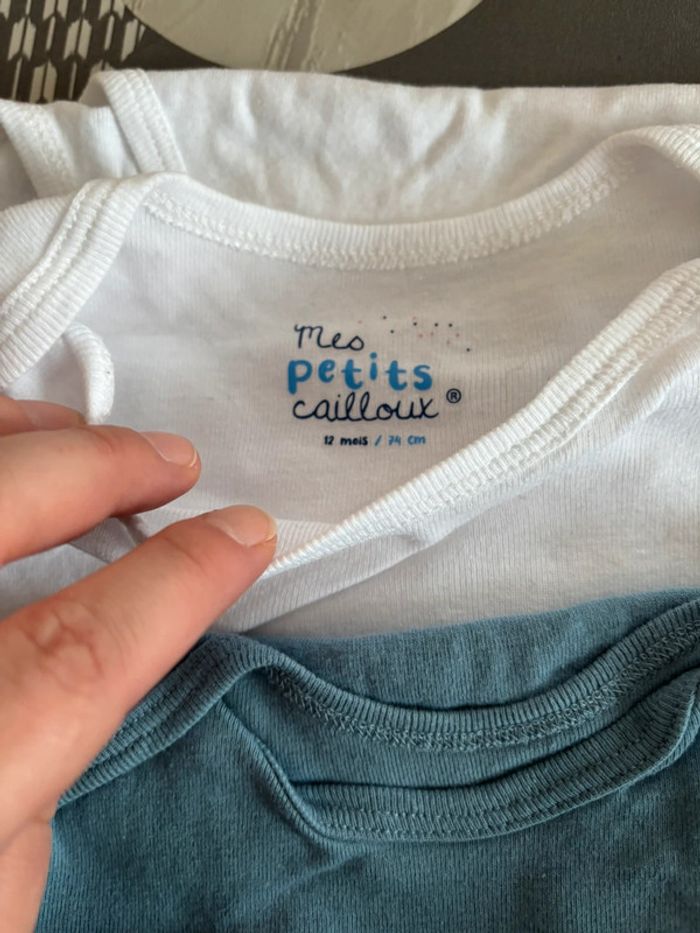 Mes
petits
cailloux ®
12 mois / 74 cm